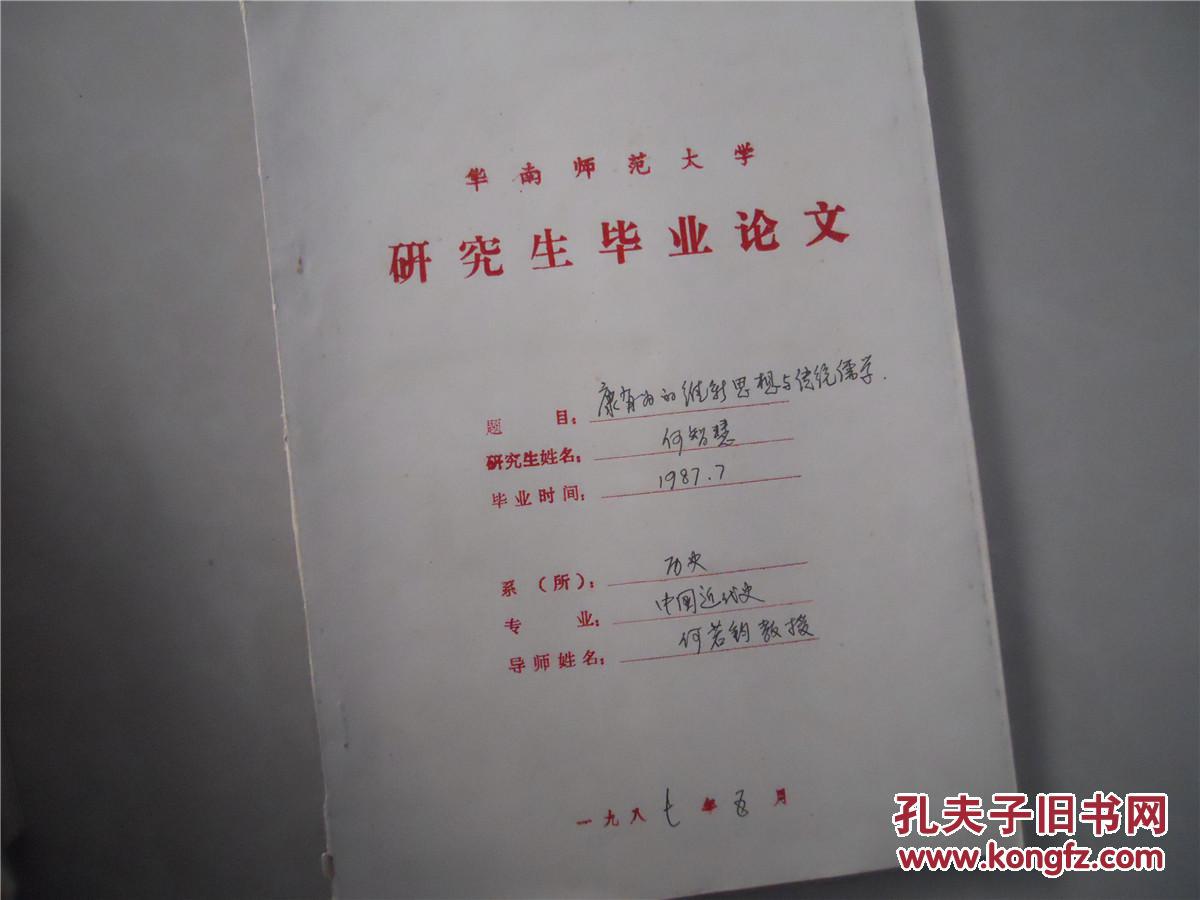 华南师范大学
研究生毕业论文
题目：康有为的维新思想与传统儒学.
研究生姓名：何智慧
毕业时间：1987.7
系（所）：历史
专业：中国近代史
导师姓名：何若钧教授
一九八七年五月
孔夫子旧书网
www.kongfz.com